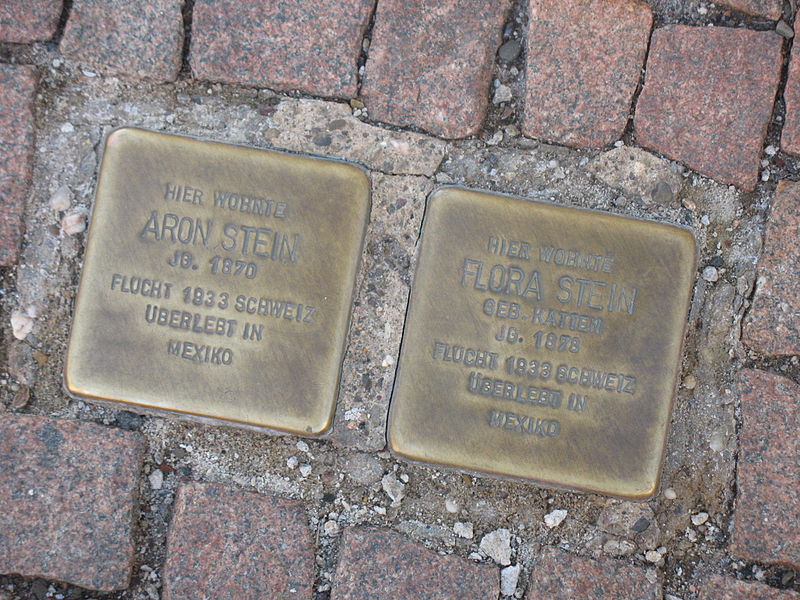 HIER WOHNTE
ARON STEIN
JG. 1870
FLUCHT 1933 SCHWEIZ
ÜBERLEBT IN
MEXIKO
HIER WOHNTE
FLORA STEIN
GEB. KATTEN
JG. 1878
FLUCHT 1933 SCHWEIZ
ÜBERLEBT IN
MEXIKO